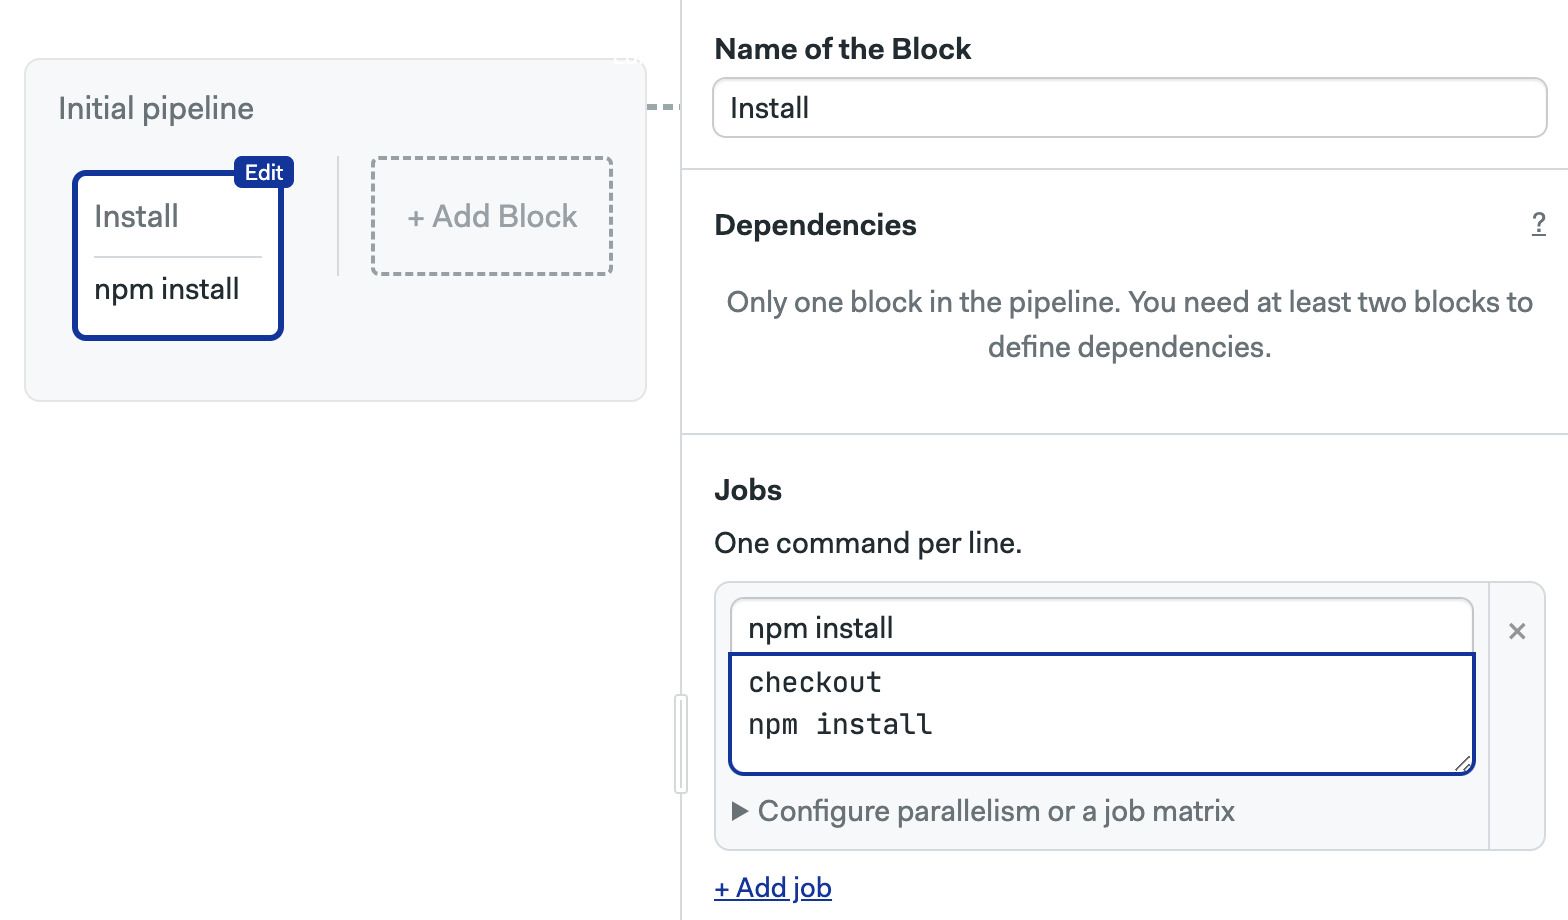 Initial pipeline
Edit
Install
npm install
+ Add Block
Name of the Block
Install
Dependencies
?
Only one block in the pipeline. You need at least two blocks to
define dependencies.
Jobs
One command per line.
npm install
checkout
npm install
Configure parallelism or a job matrix
+ Add job